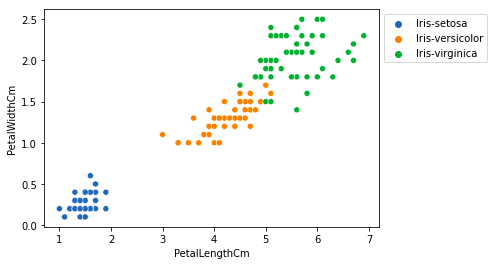 2.5
2.0
1.5
1.0
0.5
0.0
PetalWidthCm
1 2 3 4 5 6 7
PetalLengthCm
Iris-setosa
Iris-versicolor
Iris-virginica